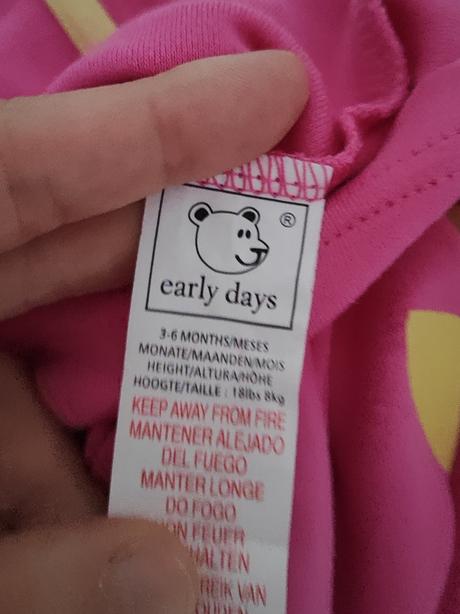 ®
early days
3-6 MONTHS/MESES
MONATE/MAANDEN/MOIS
HEIGHT/ALTURA/HÖHE
HOOGTE/TAILLE : 18lbs 8kg
KEEP AWAY FROM FIRE
MANTENER ALEJADO
DEL FUEGO
MANTER LONGE
DO FOGO
FEUER